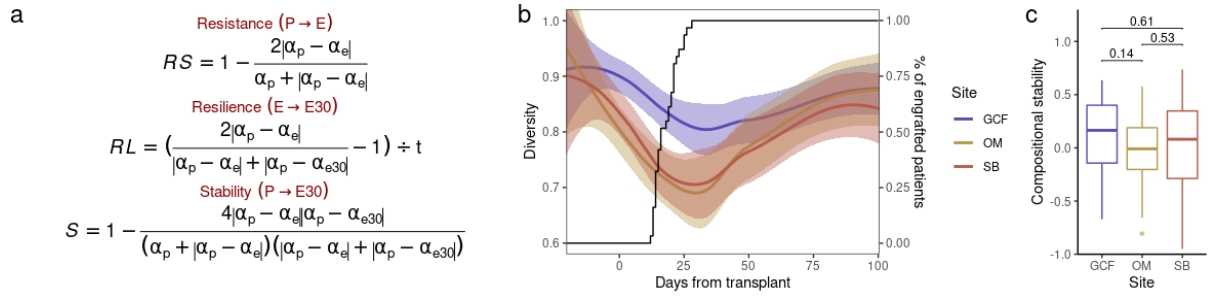 a
Resistance (P → E)
RS = 1 − 2|αp − αe| / αp + |αp − αe|
Resilience (E → E30)
RL = (2|αp − αe| / |αp − αe| + |αp − αe30| − 1) ÷ t
Stability (P → E30)
S = 1 − 4|αp − αe||αp − αe30| / (αp + |αp − αe|)(|αp − αe| + |αp − αe30|)
b
1.0
0.9
0.8
0.7
0.6
Diversity
0
25
50
75
100
Days from transplant
1.00
0.75
0.50
0.25
0.00
% of engrafted patients
Site
GCF
OM
SB
c
0.61
0.53
0.14
1.0
0.5
0.0
-0.5
-1.0
Compositional stability
GCF OM SB
Site